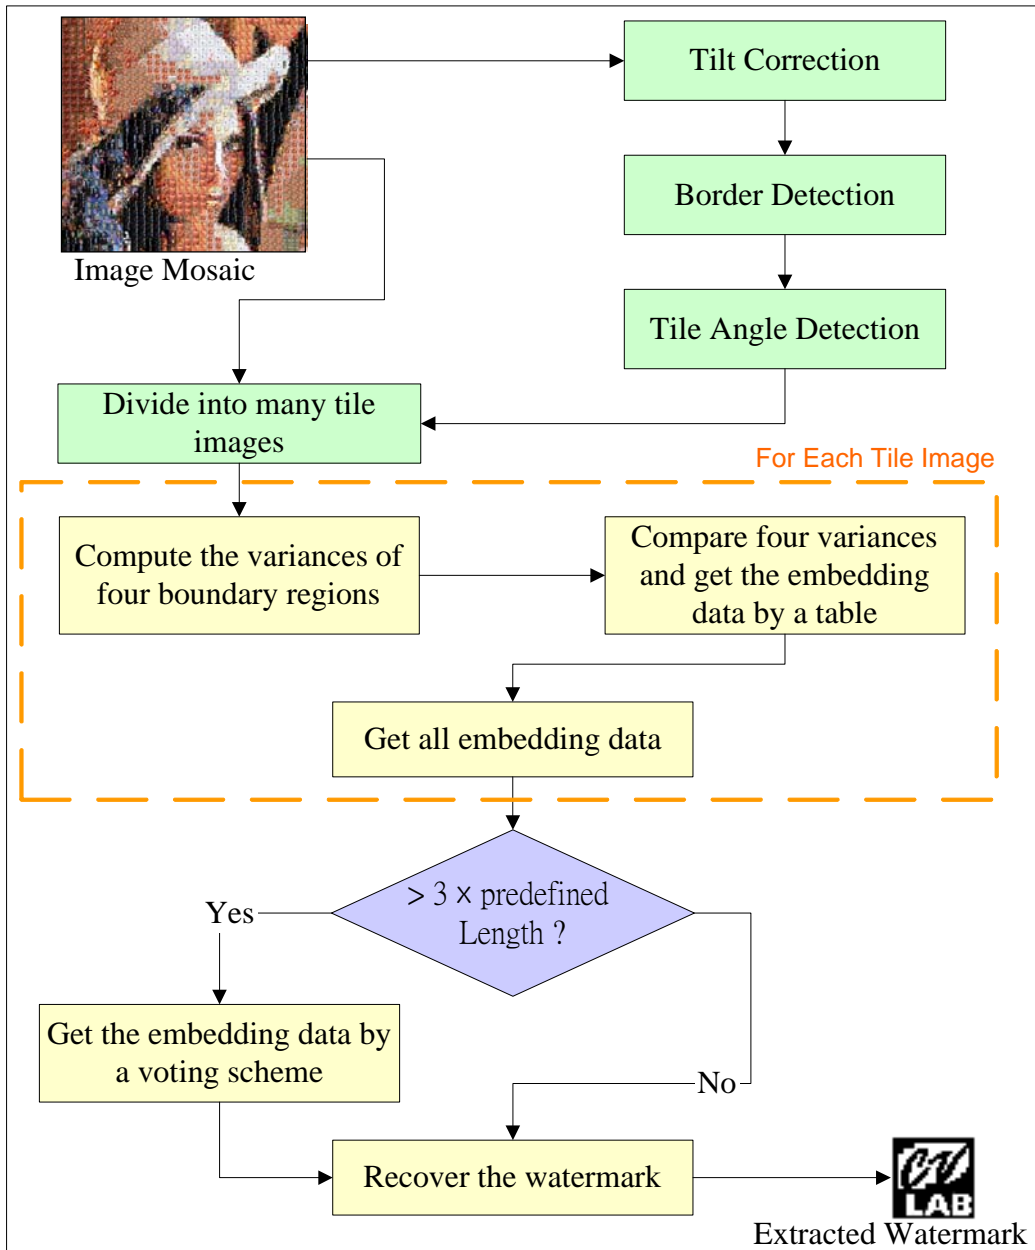 Image Mosaic
Tilt Correction
Border Detection
Tile Angle Detection
Divide into many tile
images
For Each Tile Image
Compute the variances of
four boundary regions
Compare four variances
and get the embedding
data by a table
Get all embedding data
> 3 × predefined
Length ?
Yes
No
Get the embedding data by
a voting scheme
Recover the watermark
CV
LAB
Extracted Watermark